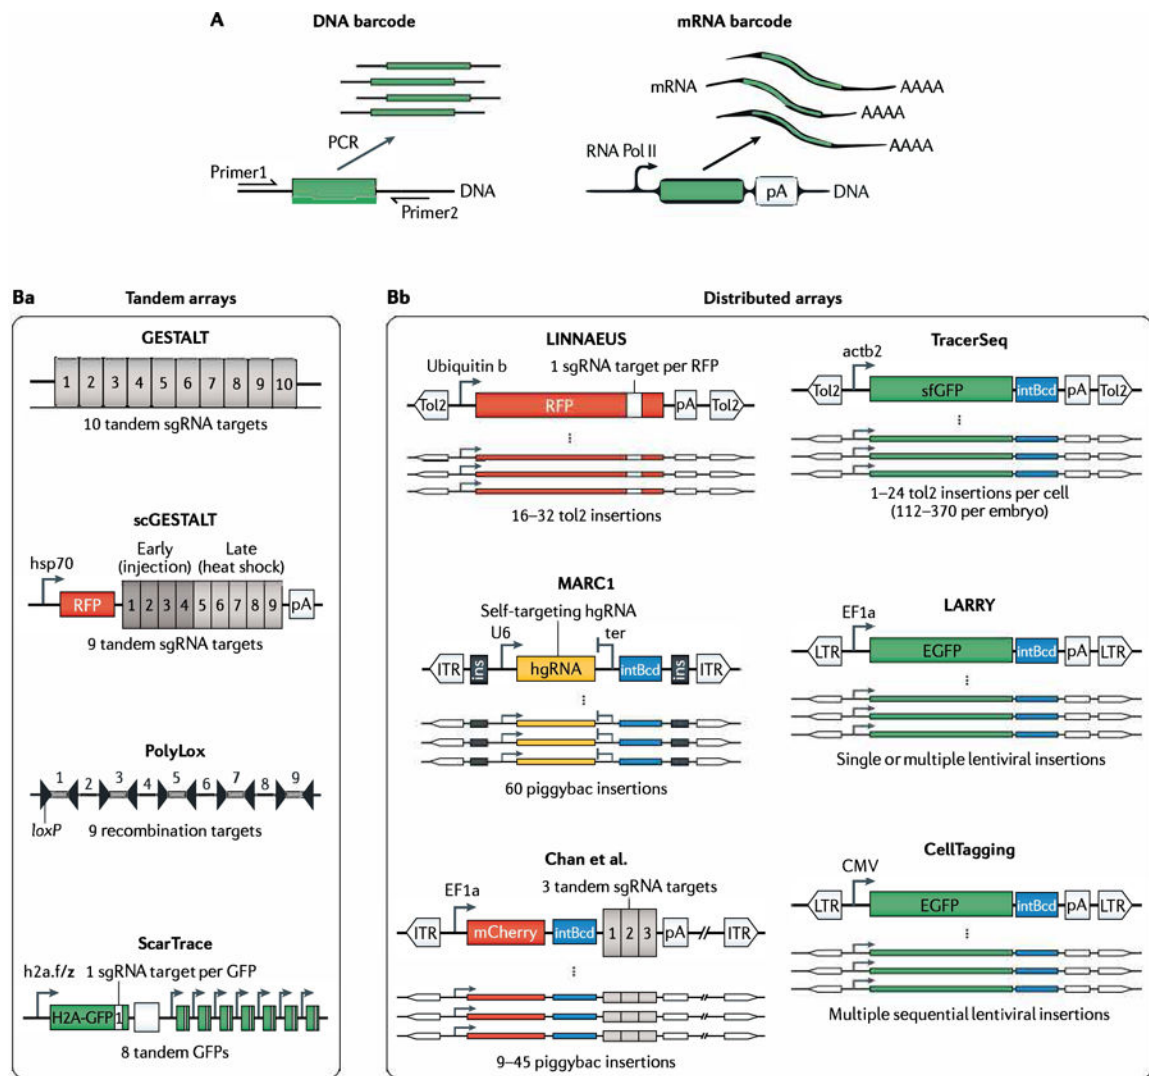 A
DNA barcode
mRNA barcode
mRNA
AAAA
AAAA
AAAA
PCR
RNA Pol II
Primer1
DNA
Primer2
pA
DNA
Ba
Tandem arrays
GESTALT
1 2 3 4 5 6 7 8 9 10
10 tandem sgRNA targets
scGESTALT
hsp70
Early
(injection)
Late
(heat shock)
RFP
1 2 3 4 5 6 7 8 9
pA
9 tandem sgRNA targets
PolyLox
1 2 3 4 5 6 7 8 9
loxP
9 recombination targets
ScarTrace
h2a.f/z
1 sgRNA target per GFP
H2A-GFP 1
8 tandem GFPs
Bb
Distributed arrays
LINNAEUS
Ubiquitin b
1 sgRNA target per RFP
Tol2
RFP
pA
Tol2
16–32 tol2 insertions
MARC1
Self-targeting hgRNA
U6
ter
ITR
ins
hgRNA
intBcd
ins
ITR
60 piggybac insertions
Chan et al.
EF1a
3 tandem sgRNA targets
ITR
mCherry
intBcd
1 2 3
pA
ITR
9–45 piggybac insertions
TracerSeq
actb2
Tol2
sfGFP
intBcd
pA
Tol2
1–24 tol2 insertions per cell
(112–370 per embryo)
LARRY
EF1a
LTR
EGFP
intBcd
pA
LTR
Single or multiple lentiviral insertions
CellTagging
CMV
LTR
EGFP
intBcd
pA
LTR
Multiple sequential lentiviral insertions